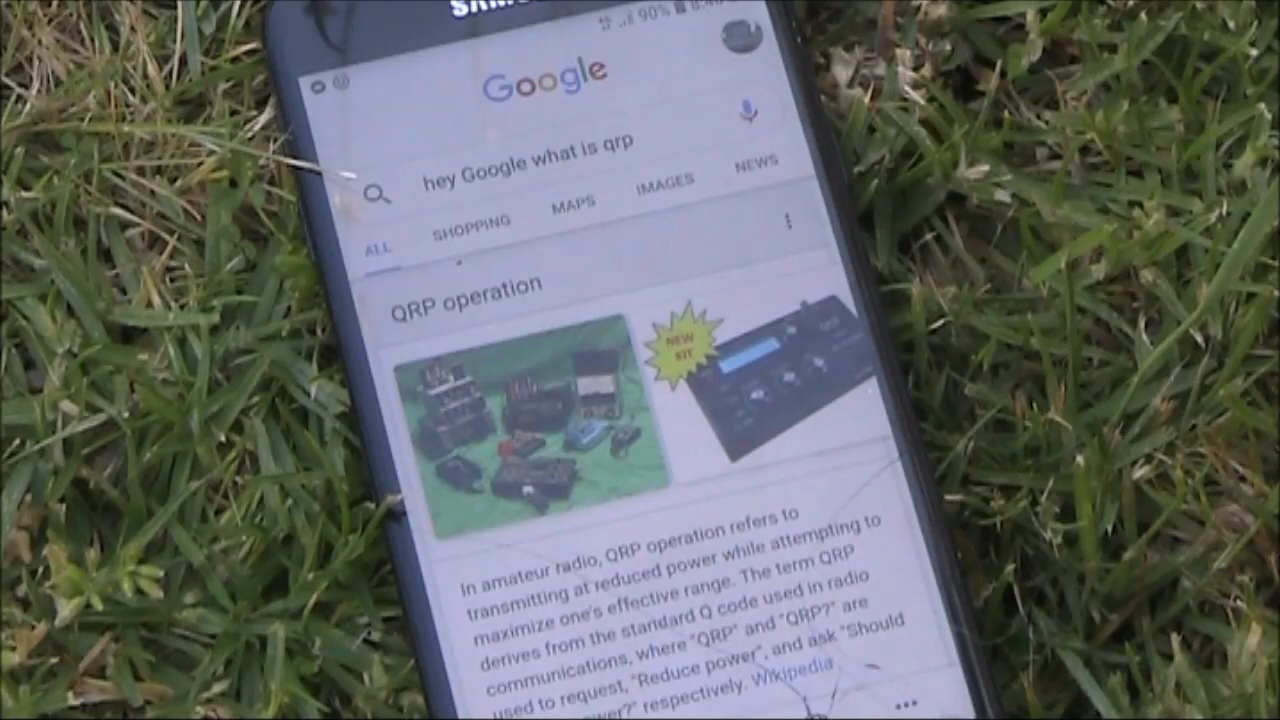 SAMS
90%
Google
hey Google what is qrp
ALL SHOPPING MAPS IMAGES NEWS
QRP operation
NEW
KIT
In amateur radio, QRP operation refers to
transmitting at reduced power while attempting to
maximize one's effective range. The term QRP
derives from the standard Q code used in radio
communications, where "QRP" and "QRP?" are
used to request, "Reduce power", and ask "Should
wer?" respectively. Wikipedia